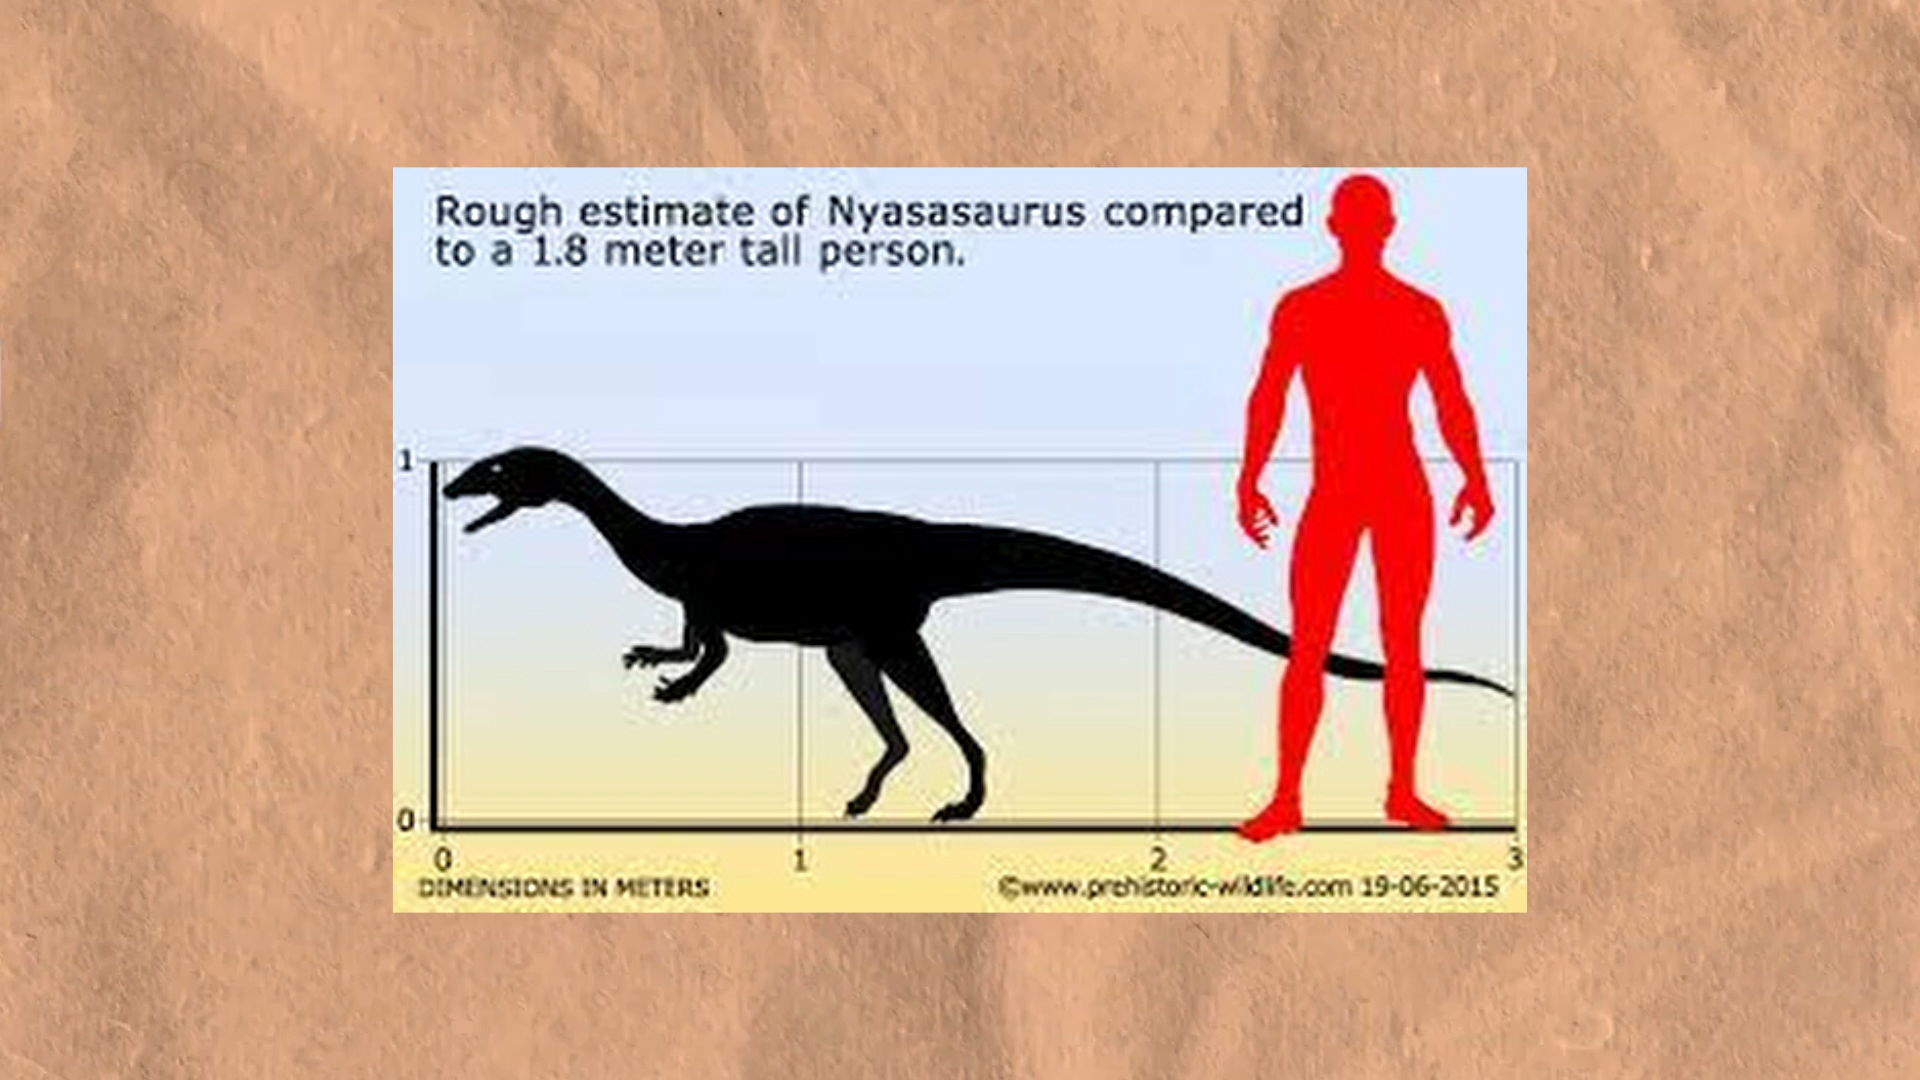 Rough estimate of Nyasasaurus compared
to a 1.8 meter tall person.
1
0
0 1 2 3
DIMENSIONS IN METERS ©www.prehistoric-wildlife.com 19-06-2015